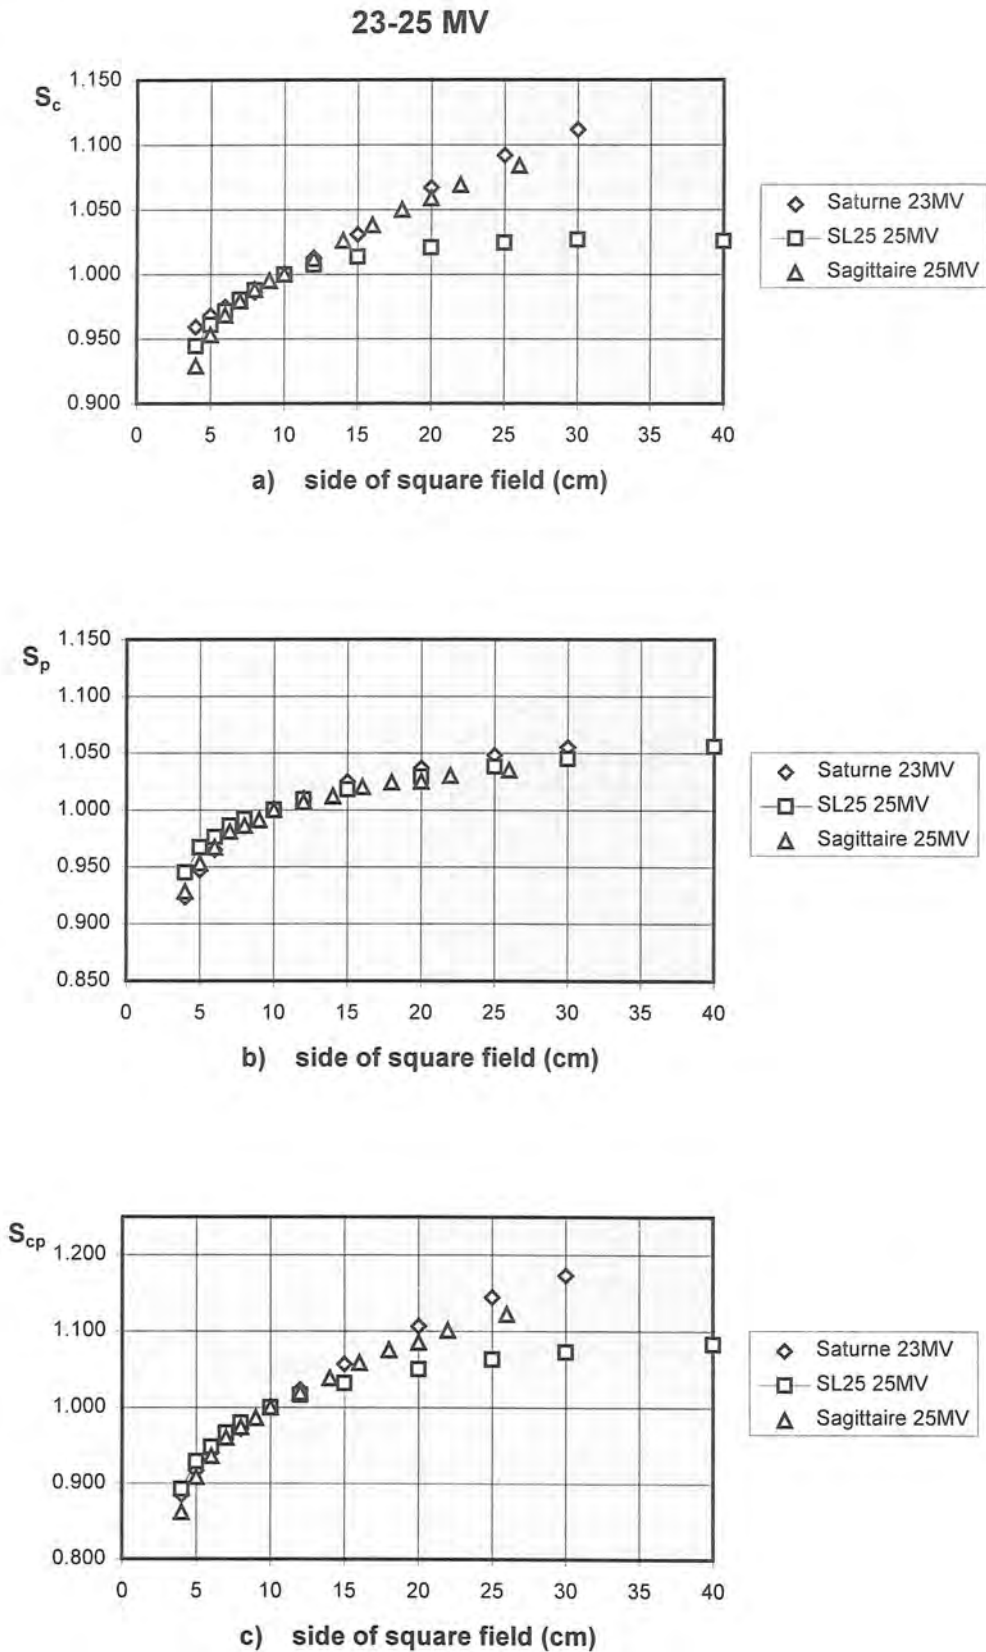 23-25 MV
Sc
1.150
1.100
1.050
1.000
0.950
0.900
0 5 10 15 20 25 30 35 40
a) side of square field (cm)
Saturne 23MV
SL25 25MV
Sagittaire 25MV
Sp
1.150
1.100
1.050
1.000
0.950
0.900
0.850
0 5 10 15 20 25 30 35 40
b) side of square field (cm)
Saturne 23MV
SL25 25MV
Sagittaire 25MV
Scp
1.200
1.100
1.000
0.900
0.800
0 5 10 15 20 25 30 35 40
c) side of square field (cm)
Saturne 23MV
SL25 25MV
Sagittaire 25MV